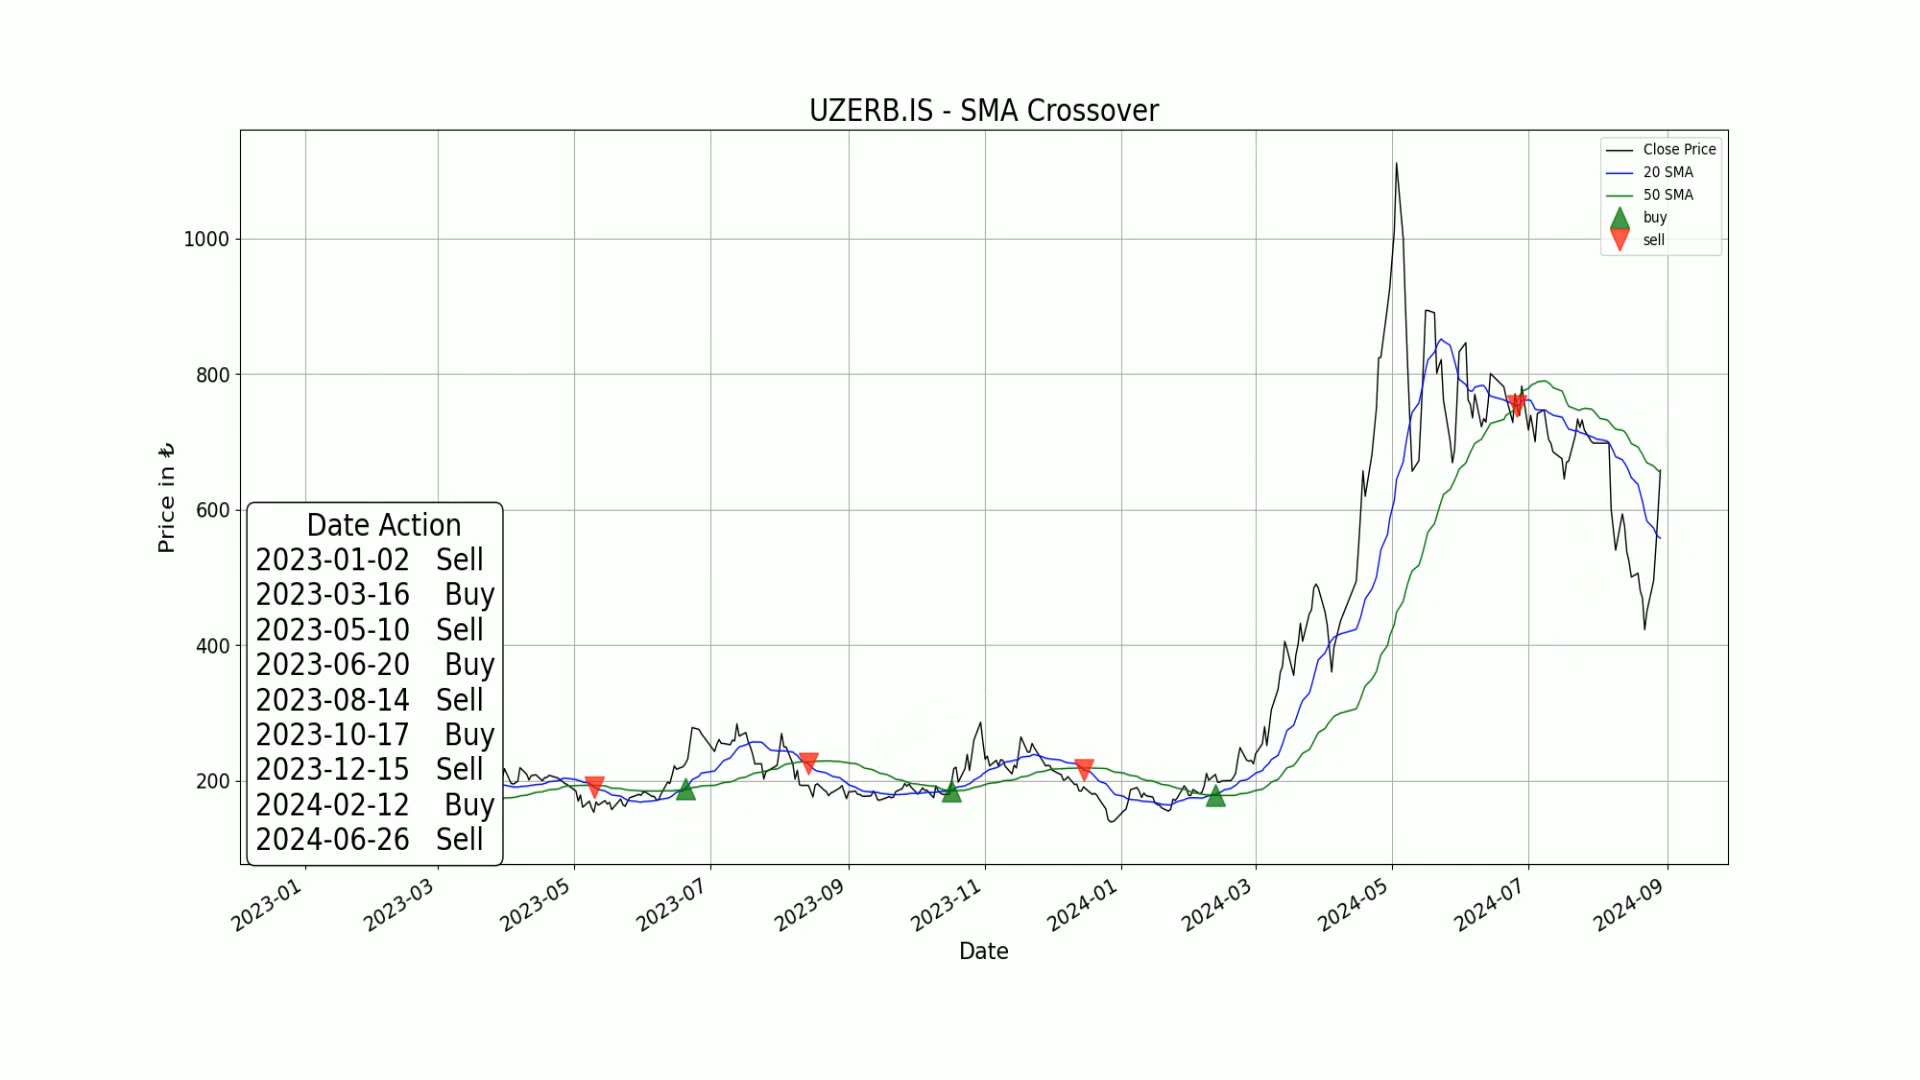 UZERB.IS - SMA Crossover
Close Price
20 SMA
50 SMA
buy
sell
Price in ₺
1000
800
600
400
200
Date Action
2023-01-02 Sell
2023-03-16 Buy
2023-05-10 Sell
2023-06-20 Buy
2023-08-14 Sell
2023-10-17 Buy
2023-12-15 Sell
2024-02-12 Buy
2024-06-26 Sell
2023-01
2023-03
2023-05
2023-07
2023-09
2023-11
2024-01
2024-03
2024-05
2024-07
2024-09
Date